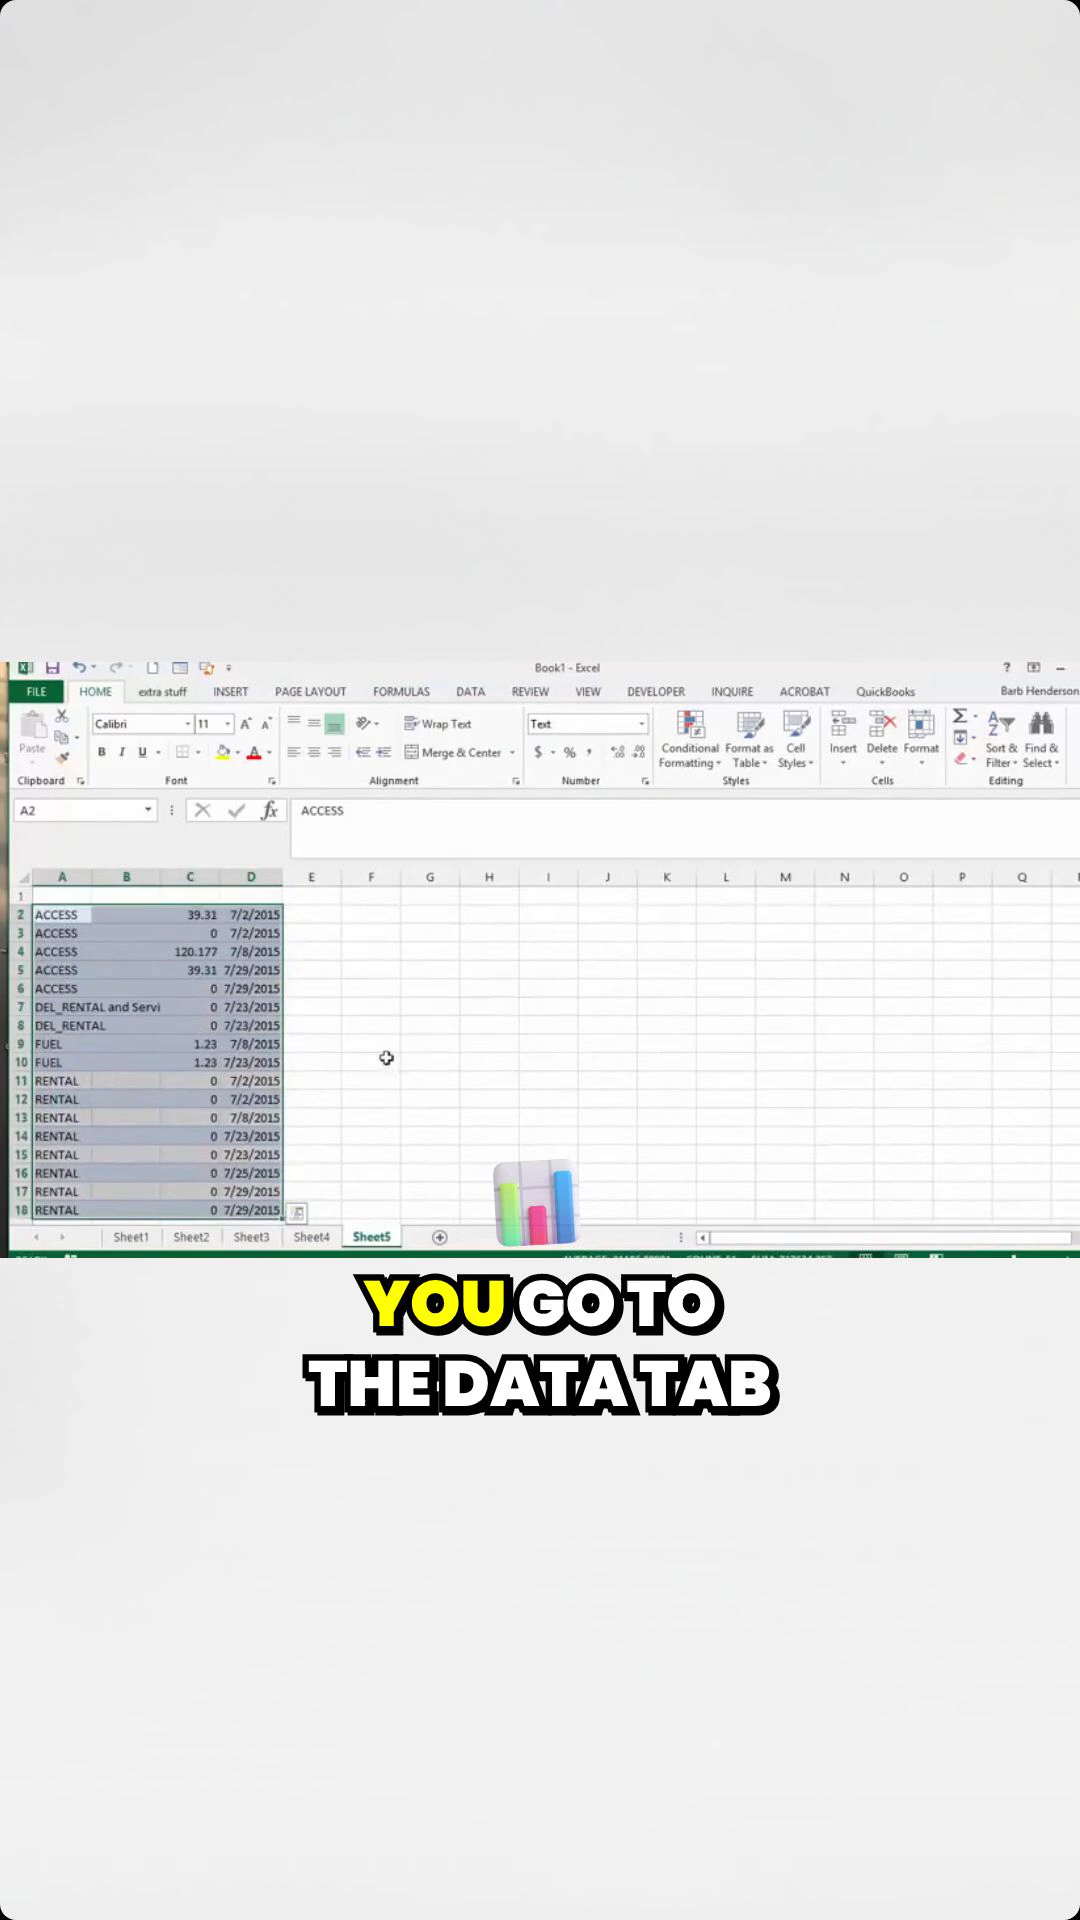 Book1 - Excel
?
FILE HOME extra stuff INSERT PAGE LAYOUT FORMULAS DATA REVIEW VIEW DEVELOPER INQUIRE ACROBAT QuickBooks Barb Henderson
Calibri 11 Wrap Text Text
Paste B I U Merge & Center $ % Conditional Formatting Format as Table Cell Styles Insert Delete Format Sort & Filter Find & Select
Clipboard Font Alignment Number Styles Cells Editing
A2 fx ACCESS
A B C D E F G H I J K L M N O P Q
1
2 ACCESS 39.31 7/2/2015
3 ACCESS 0 7/2/2015
4 ACCESS 120.177 7/8/2015
5 ACCESS 39.31 7/29/2015
6 ACCESS 0 7/29/2015
7 DEL_RENTAL and Servi 0 7/23/2015
8 DEL_RENTAL 0 7/23/2015
9 FUEL 1.23 7/8/2015
10 FUEL 1.23 7/23/2015
11 RENTAL 0 7/2/2015
12 RENTAL 0 7/2/2015
13 RENTAL 0 7/8/2015
14 RENTAL 0 7/23/2015
15 RENTAL 0 7/23/2015
16 RENTAL 0 7/25/2015
17 RENTAL 0 7/29/2015
18 RENTAL 0 7/29/2015
Sheet1 Sheet2 Sheet3 Sheet4 Sheet5
YOU GO TO
THE DATA TAB